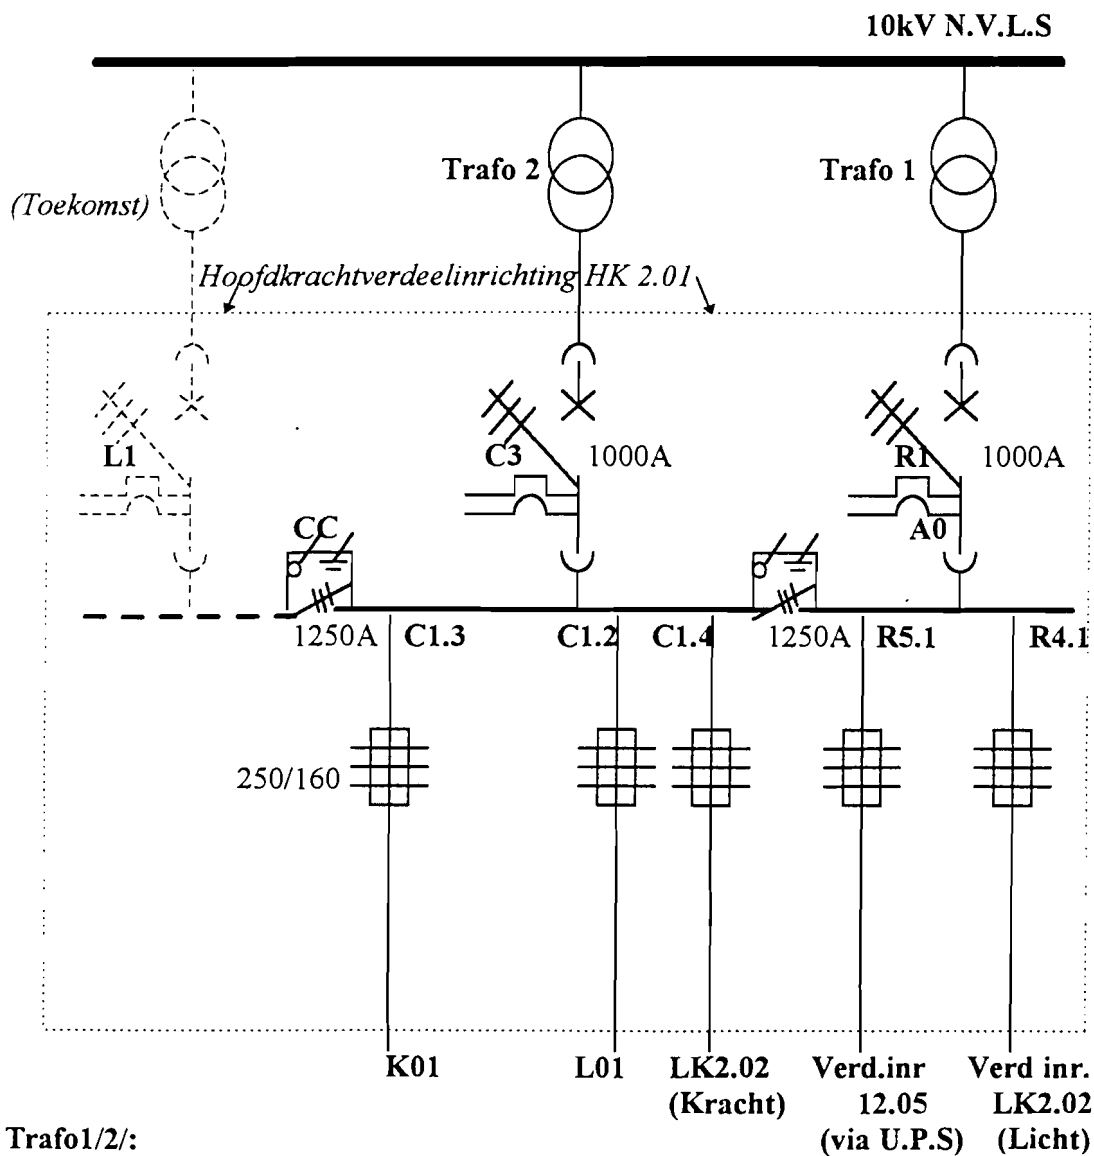 10kV N.V.L.S
Trafo 2
Trafo 1
(Toekomst)
Hoofdkrachtverdeelinrichting HK 2.01
L1
C3
1000A
R1
1000A
A0
CC
1250A
C1.3
C1.2
C1.4
1250A
R5.1
R4.1
250/160
K01
L01
LK2.02
(Kracht)
Verd.inr
12.05
(via U.P.S)
Verd inr.
LK2.02
(Licht)
Trafo1/2/: